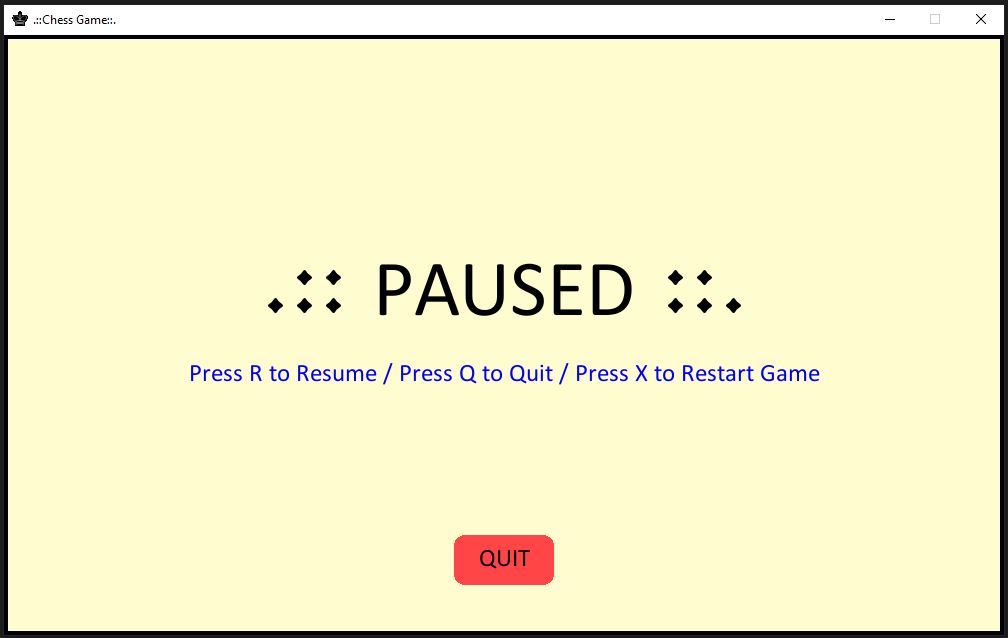 .::Chess Game::.
.:: PAUSED ::.
Press R to Resume / Press Q to Quit / Press X to Restart Game
QUIT